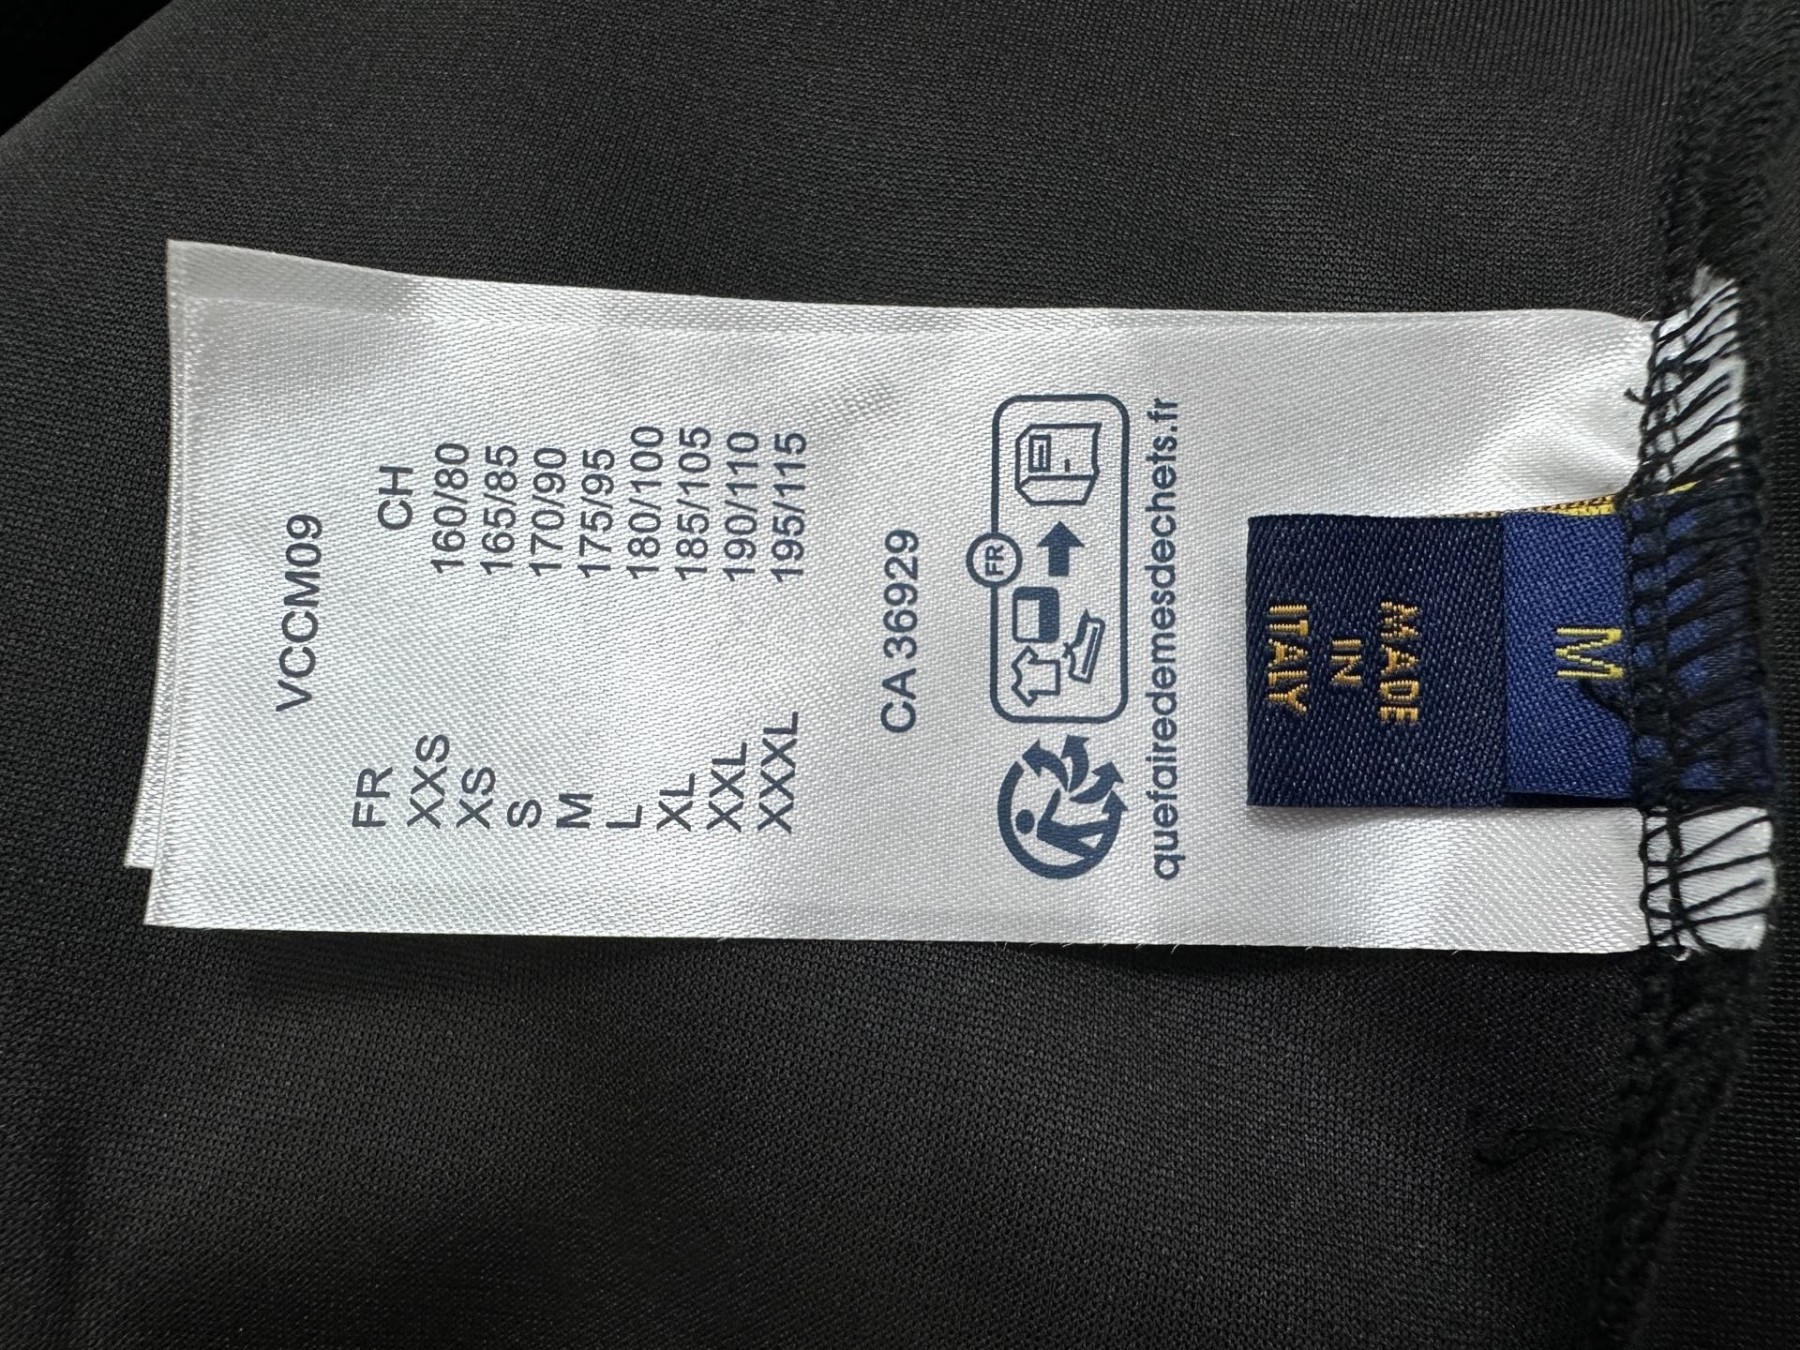 VCCM09
FR CH
XXS 160/80
XS 165/85
S 170/90
M 175/95
L 180/100
XL 185/105
XXL 190/110
XXXL 195/115
CA 36929
FR
quefairedemesdechets.fr
M
MADE
IN
ITALY